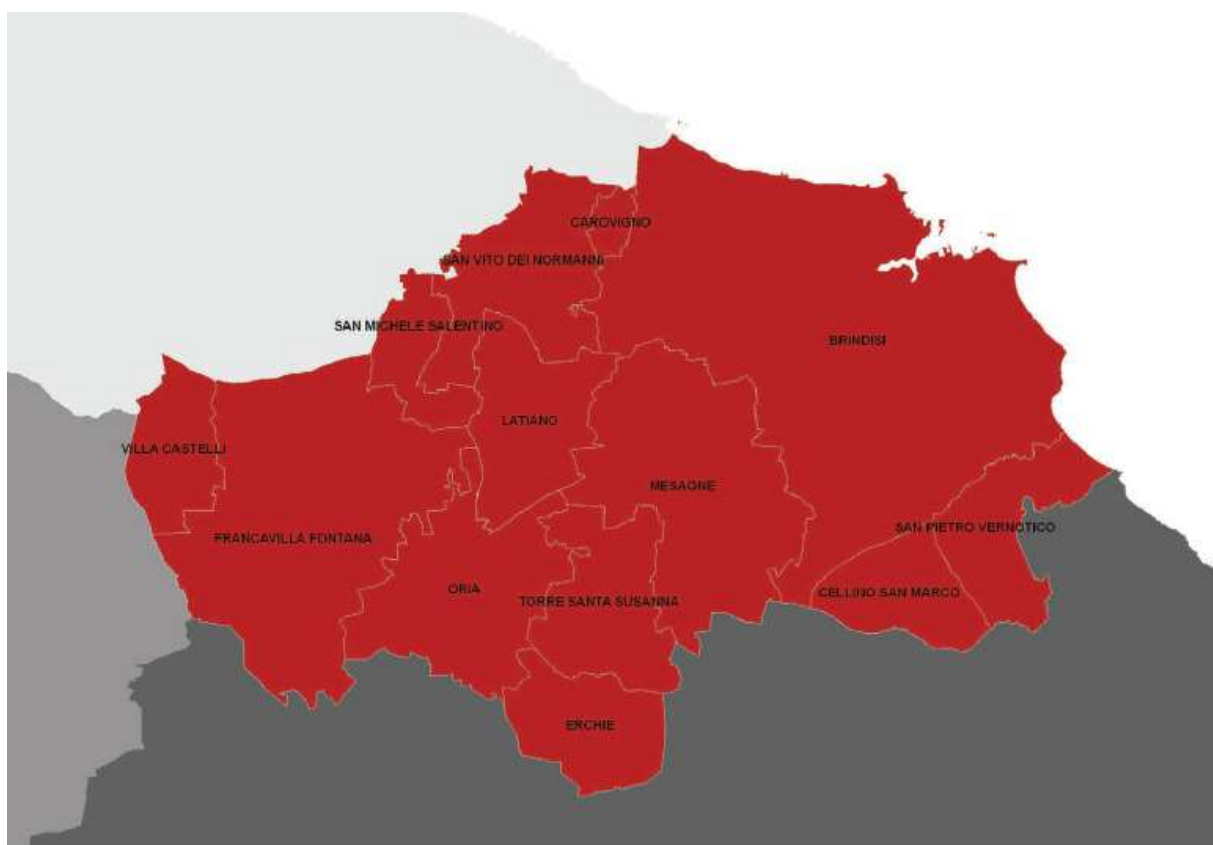 CAROVIGNO
SAN VITO DEI NORMANNI
SAN MICHELE SALENTINO
BRINDISI
LATIANO
VILLA CASTELLI
MESAGNE
SAN PIETRO VERNOTICO
FRANCAVILLA FONTANA
ORIA
CELLINO SAN MARCO
TORRE SANTA SUSANNA
ERCHIE